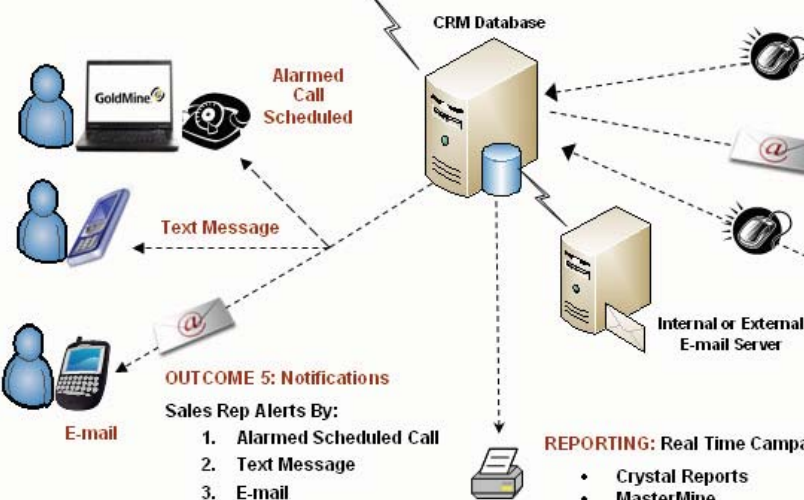 CRM Database
GoldMine
Alarmed
Call
Scheduled
@
Text Message
@
Internal or External
E-mail Server
OUTCOME 5: Notifications
Sales Rep Alerts By:
1. Alarmed Scheduled Call
2. Text Message
3. E-mail
E-mail
REPORTING: Real Time Campa
• Crystal Reports
• MasterMine